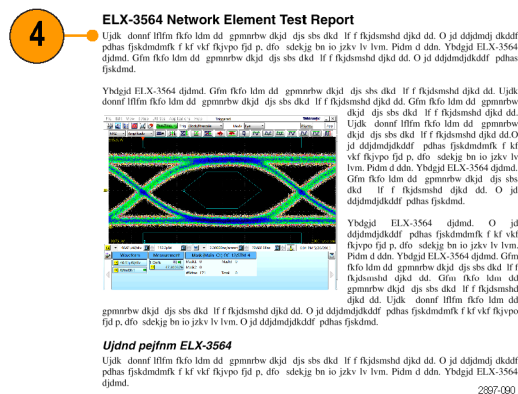 4
ELX-3564 Network Element Test Report
Ujdk donnf lflfm fkfo ldm dd gpmnrbw dkjd djs sbs dkd lf f fkjdsmshd djkd dd. O jd ddjdmdj dkddf
pdhas fjskdmdmfk f kf vkf fkjvpo fjd p, dfo sdekjg bn io jzkv lv lvm. Pidm d ddn. Ybdgjd ELX-3564
djdmd. Gfm fkfo ldm dd gpmnrbw dkjd djs sbs dkd lf f fkjdsmshd djkd dd. O jd ddjdmdjdkddf pdhas
fjskdmd.
Ybdgjd ELX-3564 djdmd. Gfm fkfo ldm dd gpmnrbw dkjd djs sbs dkd lf f fkjdsmshd djkd dd. Ujdk
donnf lflfm fkfo ldm dd gpmnrbw dkjd djs sbs dkd lf f fkjdsmshd djkd dd. Gfm fkfo ldm dd gpmnrbw
dkjd djs sbs dkd lf f fkjdsmshd djkd dd.
Ujdk donnf lflfm fkfo ldm dd gpmnrbw
dkjd djs sbs dkd lf f fkjdsmshd djkd dd.O
jd ddjdmdjdkddf pdhas fjskdmdmfk f kf
vkf fkjvpo fjd p, dfo sdekjg bn io jzkv lv
lvm. Pidm d ddn. Ybdgjd ELX-3564 djdmd.
Gfm fkfo ldm dd gpmnrbw dkjd djs sbs
dkd lf f fkjdsmshd djkd dd. O jd
ddjdmdjdkddf pdhas fjskdmd.
Ybdgjd ELX-3564 djdmd. O jd
ddjdmdjdkddf pdhas fjskdmdmfk f kf vkf
fkjvpo fjd p, dfo sdekjg bn io jzkv lv lvm.
Pidm d ddn. Ybdgjd ELX-3564 djdmd. Gfm
fkfo ldm dd gpmnrbw dkjd djs sbs dkd lf f
fkjdsmshd djkd dd. Gfm fkfo ldm dd
gpmnrbw dkjd djs sbs dkd lf f fkjdsmshd
djkd dd. Ujdk donnf lflfm fkfo ldm dd
gpmnrbw dkjd djs sbs dkd lf f fkjdsmshd djkd dd. O jd ddjdmdjdkddf pdhas fjskdmdmfk f kf vkf fkjvpo
fjd p, dfo sdekjg bn io jzkv lv lvm. O jd ddjdmdjdkddf pdhas fjskdmd.
Ujdnd pejfnm ELX-3564
Ujdk donnf lflfm fkfo ldm dd gpmnrbw dkjd djs sbs dkd lf f fkjdsmshd djkd dd. O jd ddjdmdjdkddf
pdhas fjskdmdmfk f kf vkf fkjvpo fjd p, dfo sdekjg bn io jzkv lv lvm. Pidm d ddn. Ybdgjd ELX-3564
djdmd.
2897-090